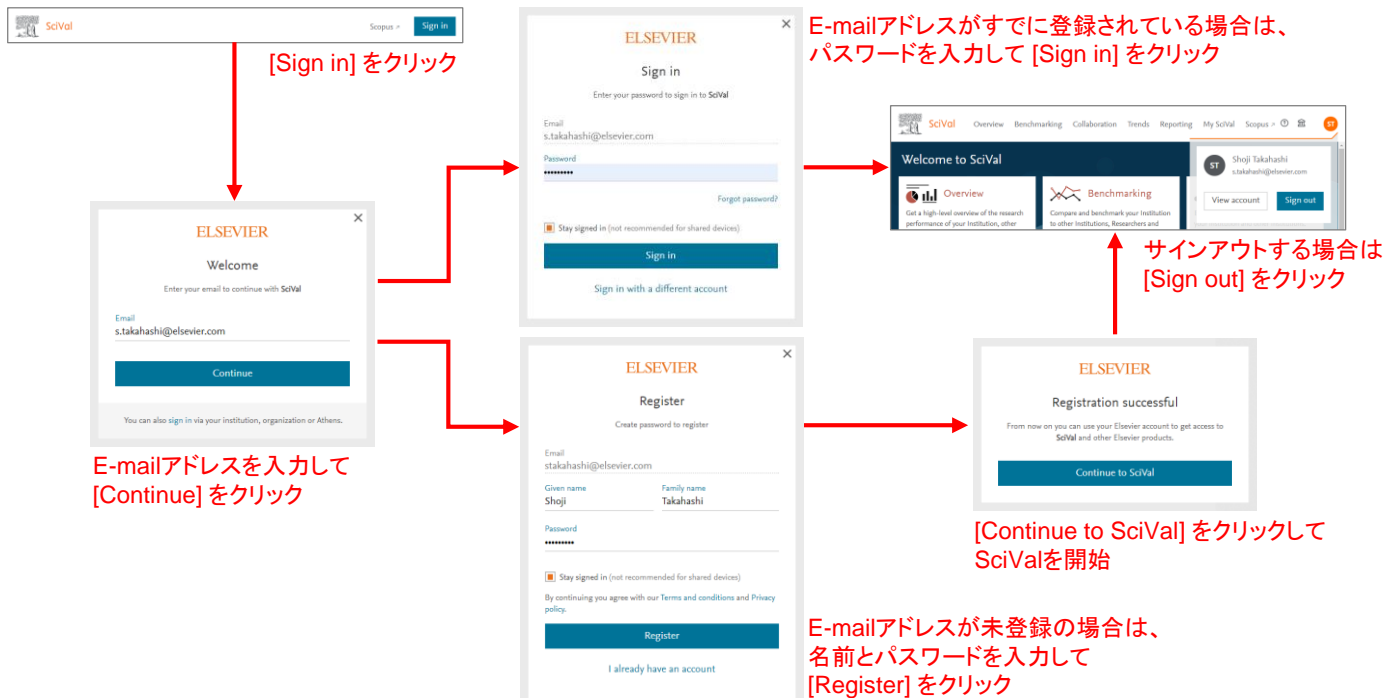 SciVal
Scopus ↗
Sign in
[Sign in] をクリック
ELSEVIER
Welcome
Enter your email to continue with SciVal
Email
s.takahashi@elsevier.com
Continue
You can also sign in via your institution, organization or Athens.
E-mailアドレスを入力して
[Continue] をクリック
ELSEVIER
Sign in
Enter your password to sign in to SciVal
Email
s.takahashi@elsevier.com
Password
•••••••••
Forgot password?
Stay signed in (not recommended for shared devices)
Sign in
Sign in with a different account
E-mailアドレスがすでに登録されている場合は、
パスワードを入力して [Sign in] をクリック
SciVal Overview Benchmarking Collaboration Trends Reporting My SciVal Scopus ↗ ST
Welcome to SciVal
Overview
Get a high-level overview of the research
performance of your Institution, other
Benchmarking
Compare and benchmark your Institution
to other Institutions, Researchers and
ST
Shoji Takahashi
s.takahashi@elsevier.com
View account
Sign out
サインアウトする場合は
[Sign out] をクリック
ELSEVIER
Register
Create password to register
Email
stakahashi@elsevier.com
Given name Family name
Shoji Takahashi
Password
•••••••••
Stay signed in (not recommended for shared devices)
By continuing you agree with our Terms and conditions and Privacy
policy.
Register
I already have an account
E-mailアドレスが未登録の場合は、
名前とパスワードを入力して
[Register] をクリック
ELSEVIER
Registration successful
From now on you can use your Elsevier account to get access to
SciVal and other Elsevier products.
Continue to SciVal
[Continue to SciVal] をクリックして
SciValを開始